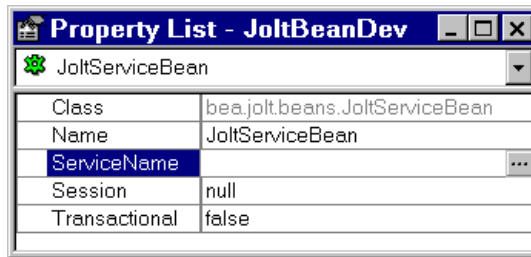 Property List - JoltBeanDev
JoltServiceBean
Class bea.jolt.beans.JoltServiceBean
Name JoltServiceBean
ServiceName ...
Session null
Transactional false